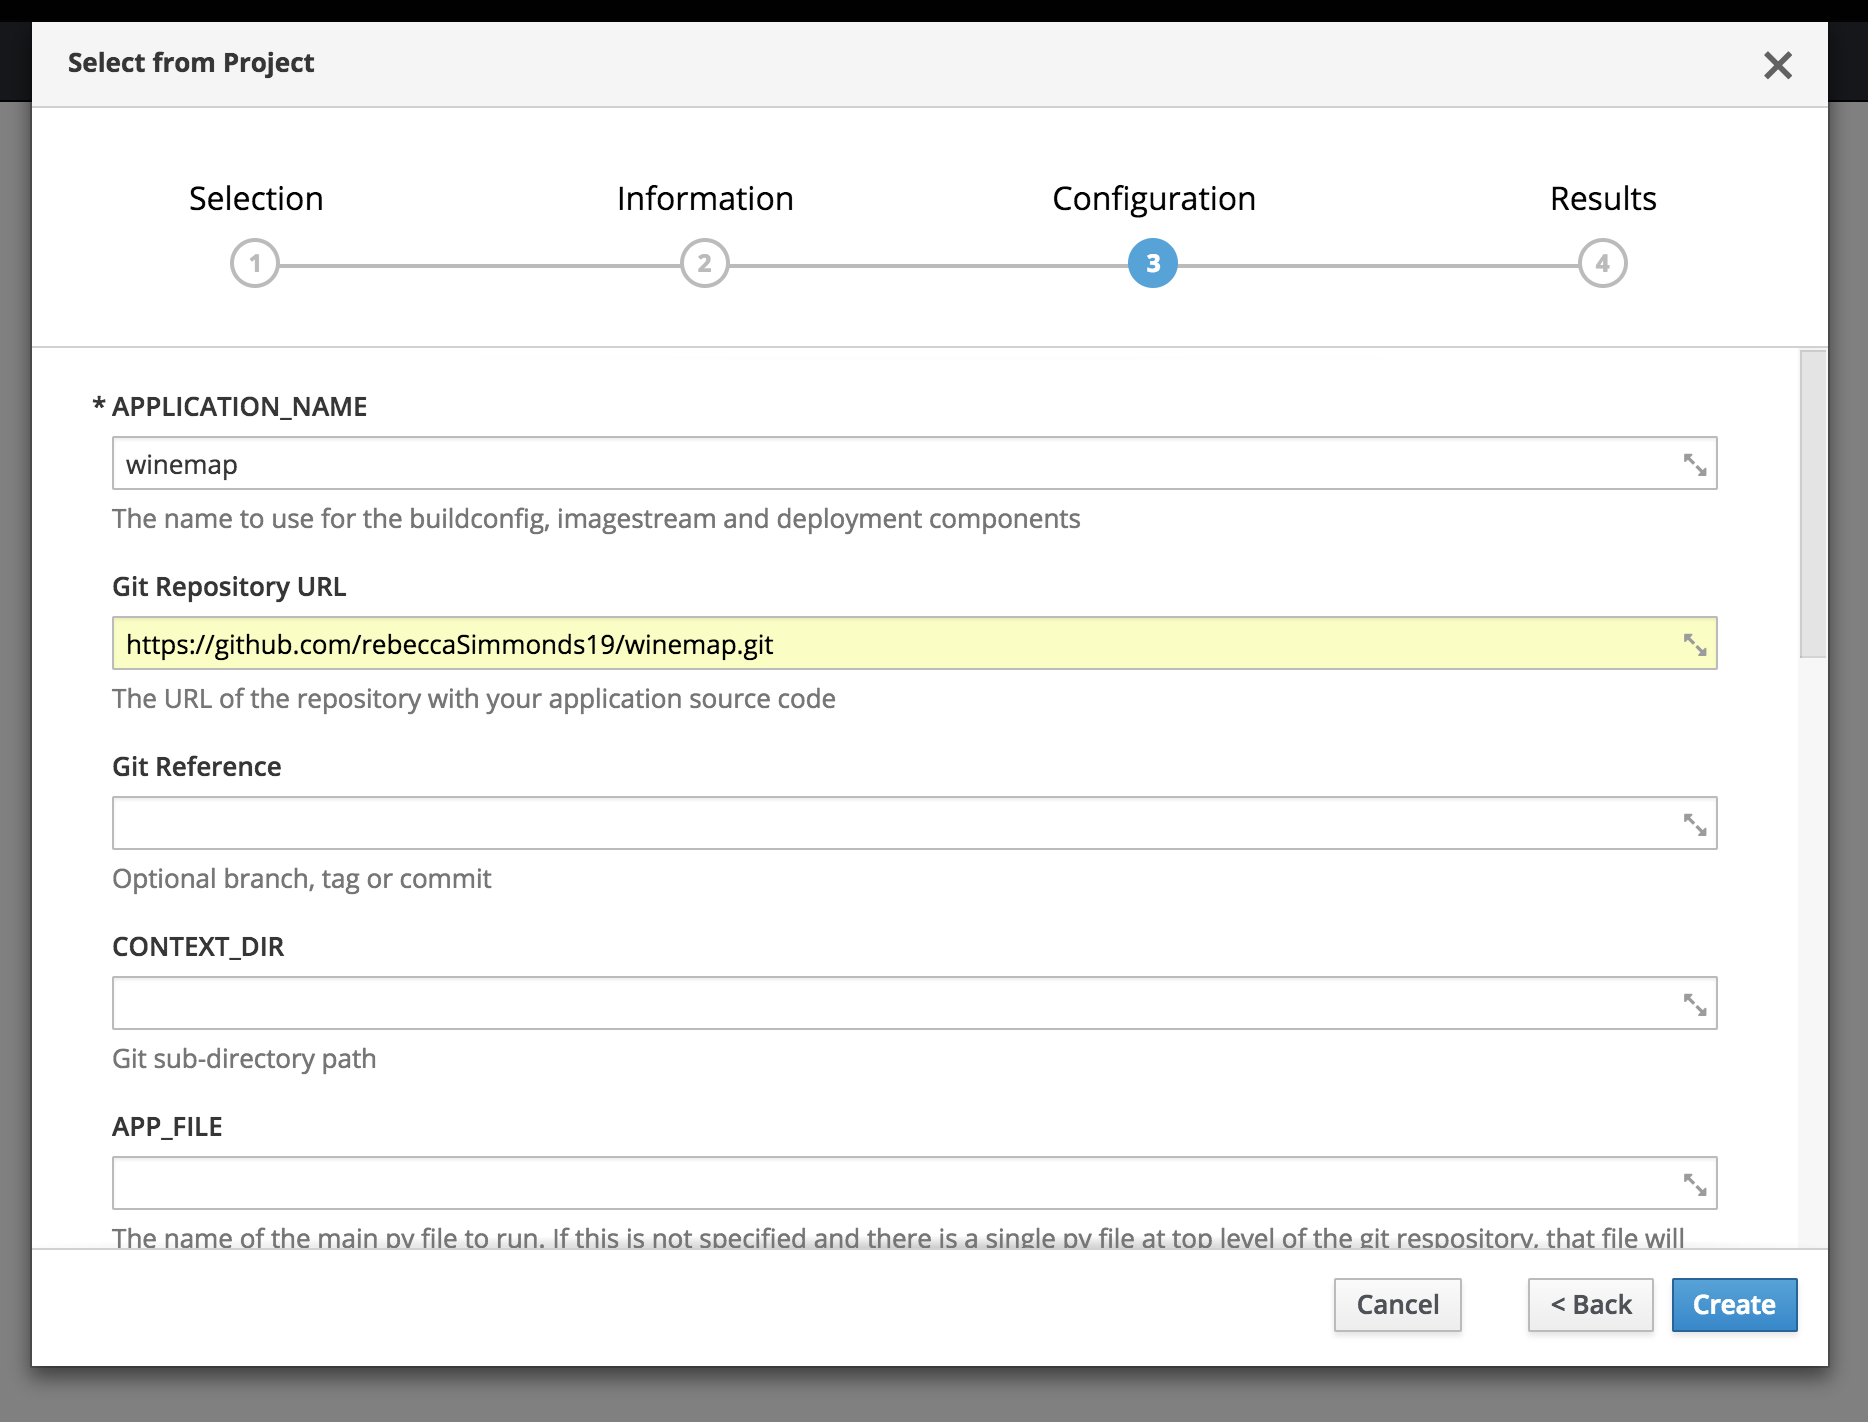 Select from Project
Selection
Information
Configuration
Results
1
2
3
4
* APPLICATION_NAME
winemap
The name to use for the buildconfig, imagestream and deployment components
Git Repository URL
https://github.com/rebeccaSimmonds19/winemap.git
The URL of the repository with your application source code
Git Reference
Optional branch, tag or commit
CONTEXT_DIR
Git sub-directory path
APP_FILE
The name of the main py file to run. If this is not specified and there is a single py file at top level of the git respository, that file will
Cancel
< Back
Create